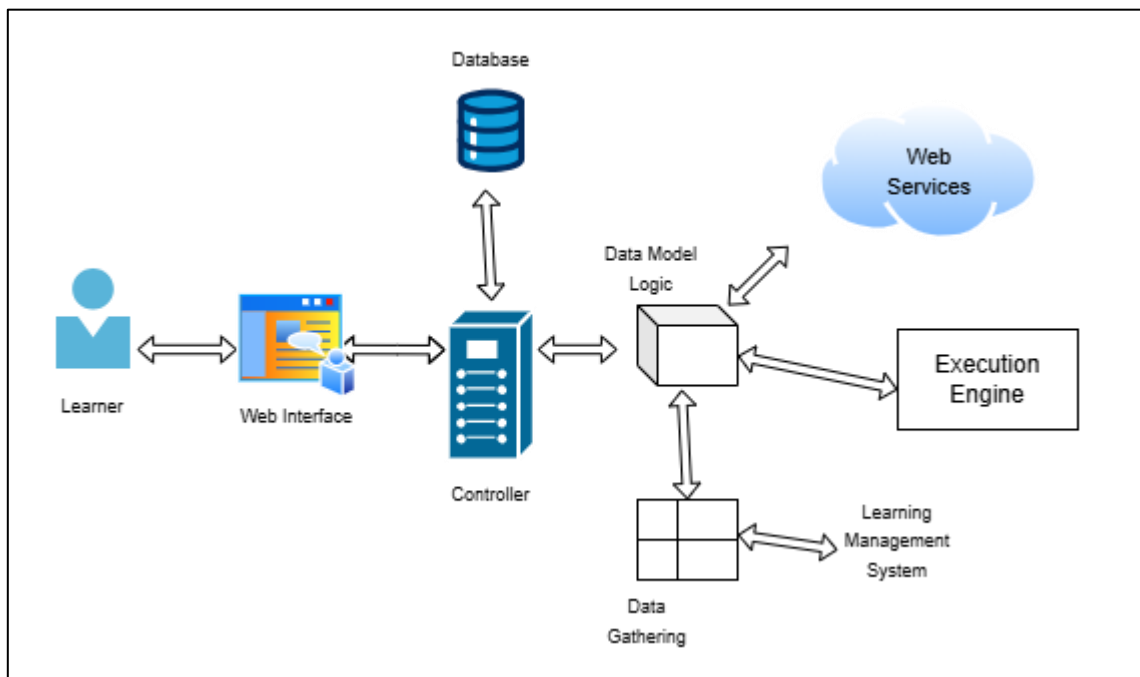 Database
Web
Services
Data Model
Logic
Execution
Engine
Learner
Web Interface
Controller
Learning
Management
System
Data
Gathering